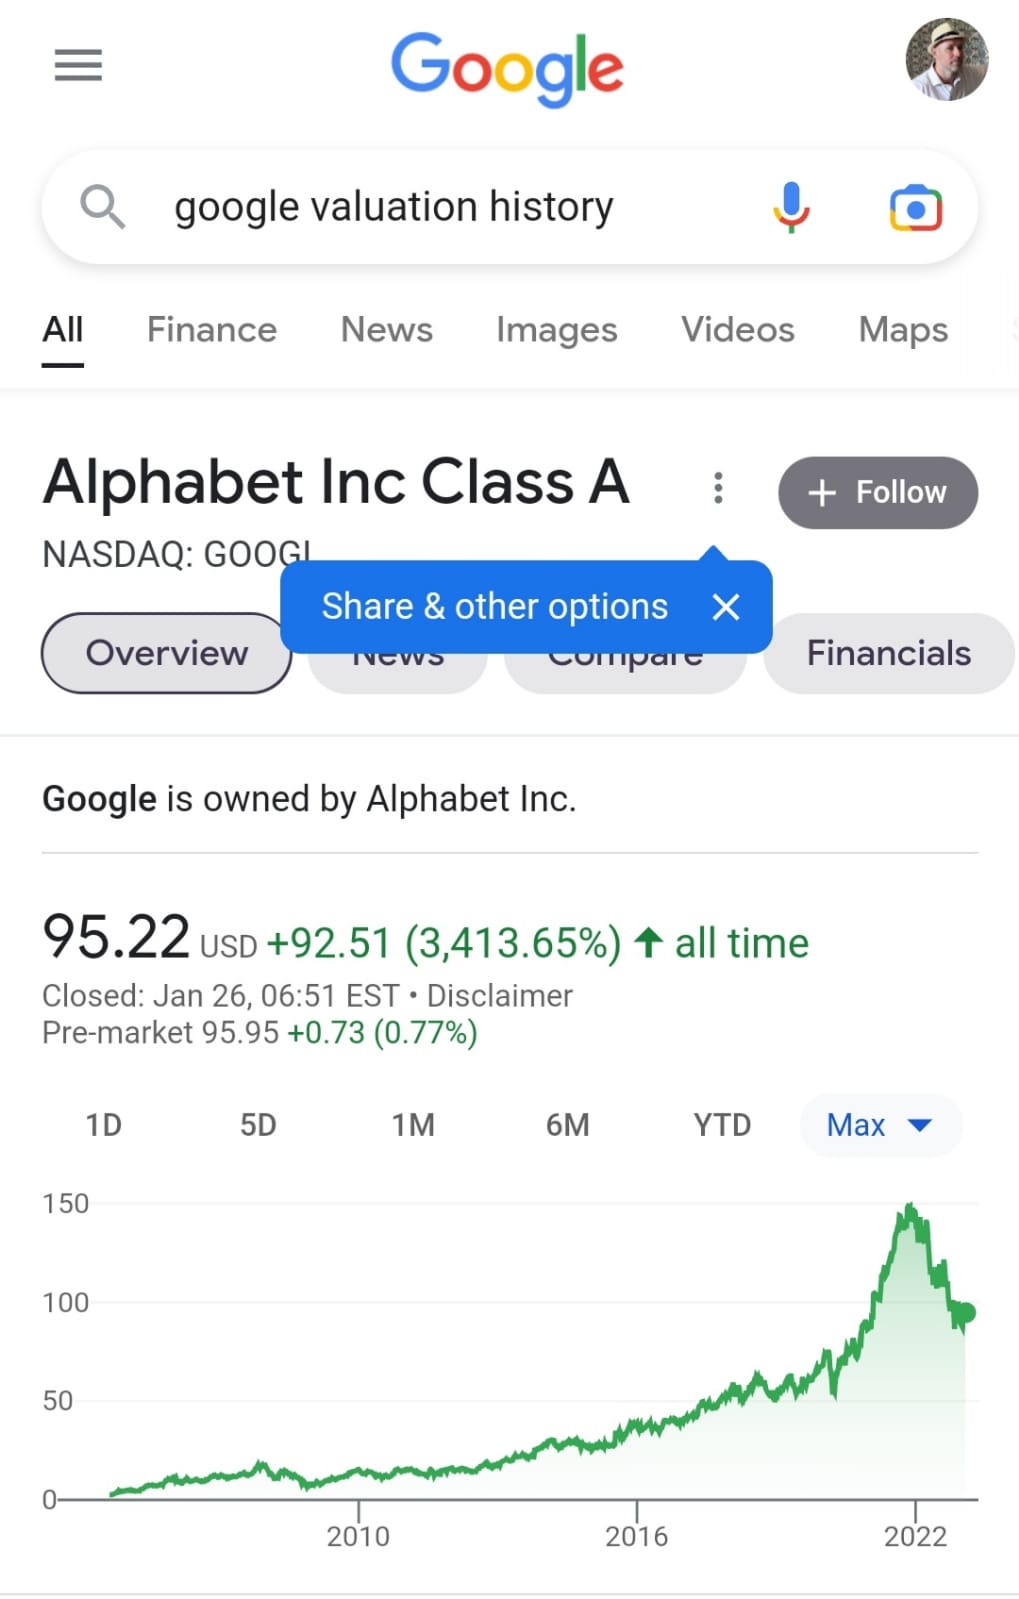 Google
google valuation history
All Finance News Images Videos Maps
Alphabet Inc Class A
+ Follow
NASDAQ: GOOGL
Share & other options
Overview News Compare Financials
Google is owned by Alphabet Inc.
95.22 USD +92.51 (3,413.65%) ↑ all time
Closed: Jan 26, 06:51 EST • Disclaimer
Pre-market 95.95 +0.73 (0.77%)
1D 5D 1M 6M YTD Max
150
100
50
0
2010 2016 2022